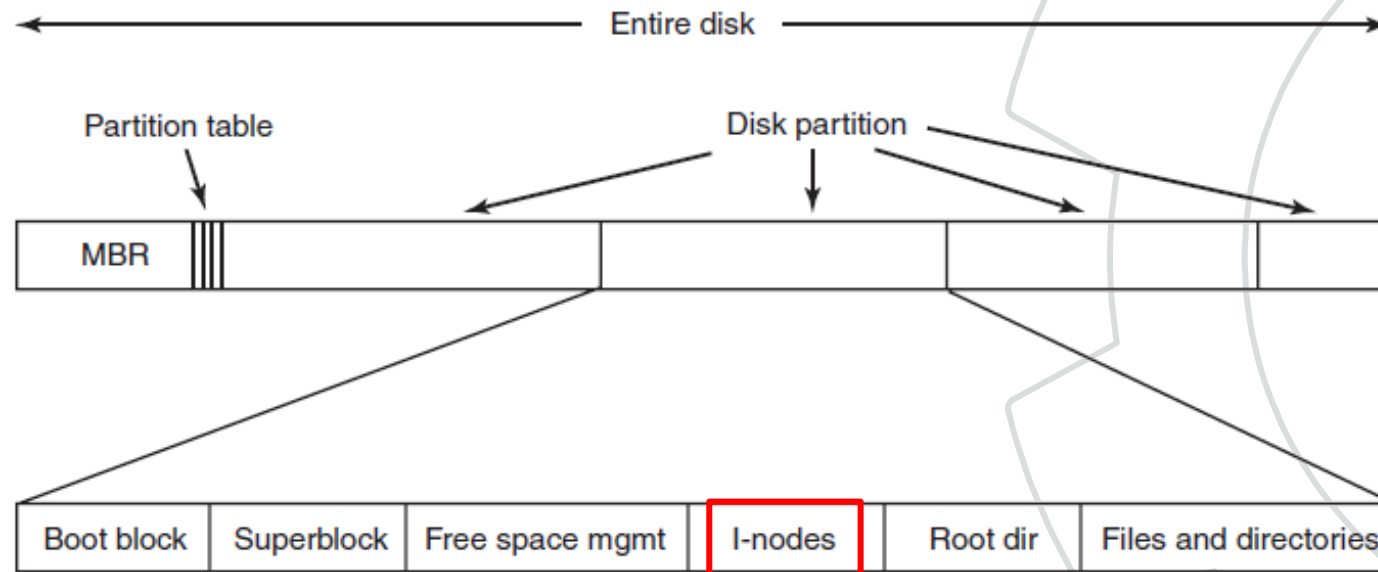 Entire disk
Partition table
Disk partition
MBR
Boot block
Superblock
Free space mgmt
I-nodes
Root dir
Files and directories